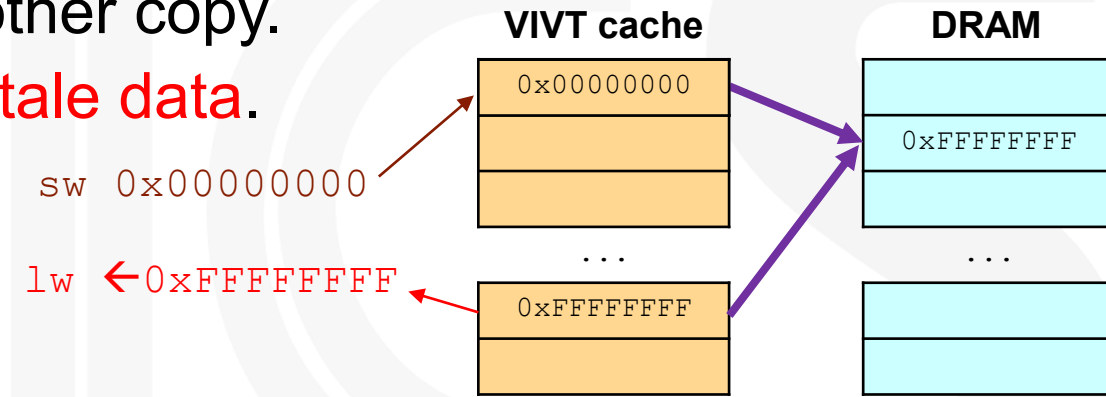 other copy.
tale data.
VIVT cache
DRAM
0x00000000
0xFFFFFFFF
sw 0x00000000
...
...
lw ←0xFFFFFFFF
0xFFFFFFFF